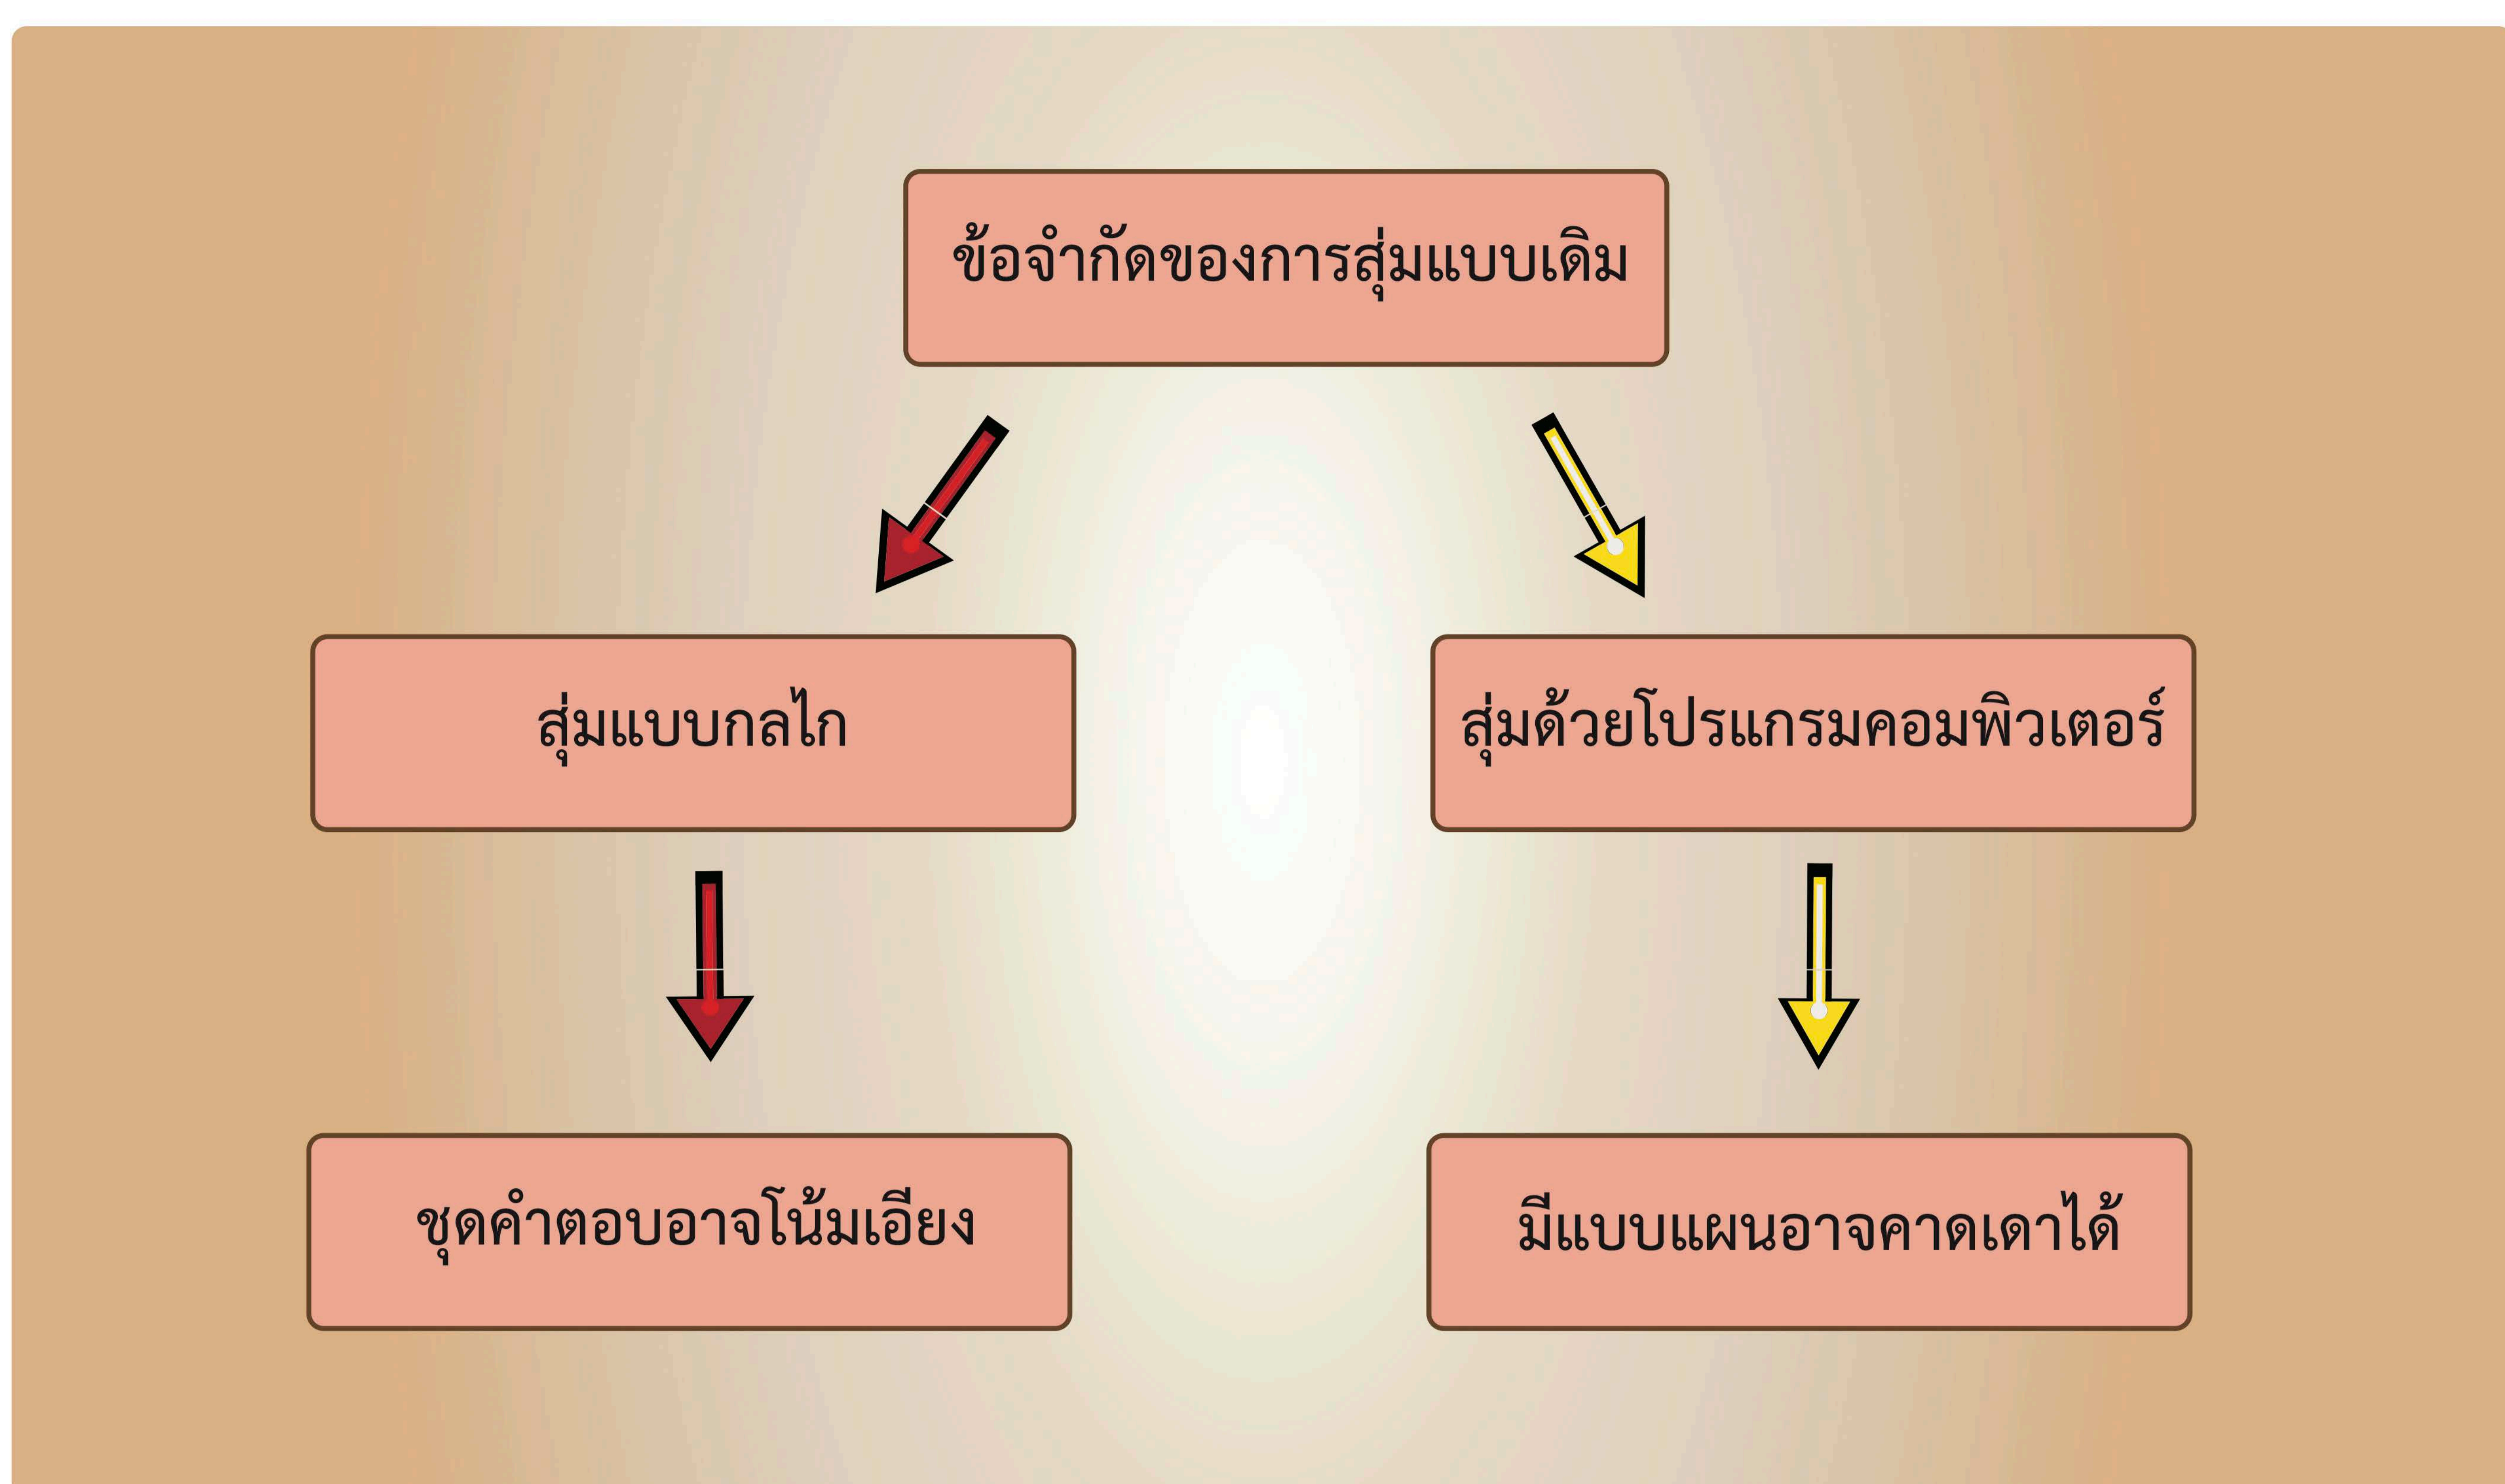 ข้อจำกัดของการสุ่มแบบเดิม
สุ่มแบบกลไก
สุ่มด้วยโปรแกรมคอมพิวเตอร์
ชุดคำตอบอาจโน้มเอียง
มีแบบแผนอาจคาดเดาได้